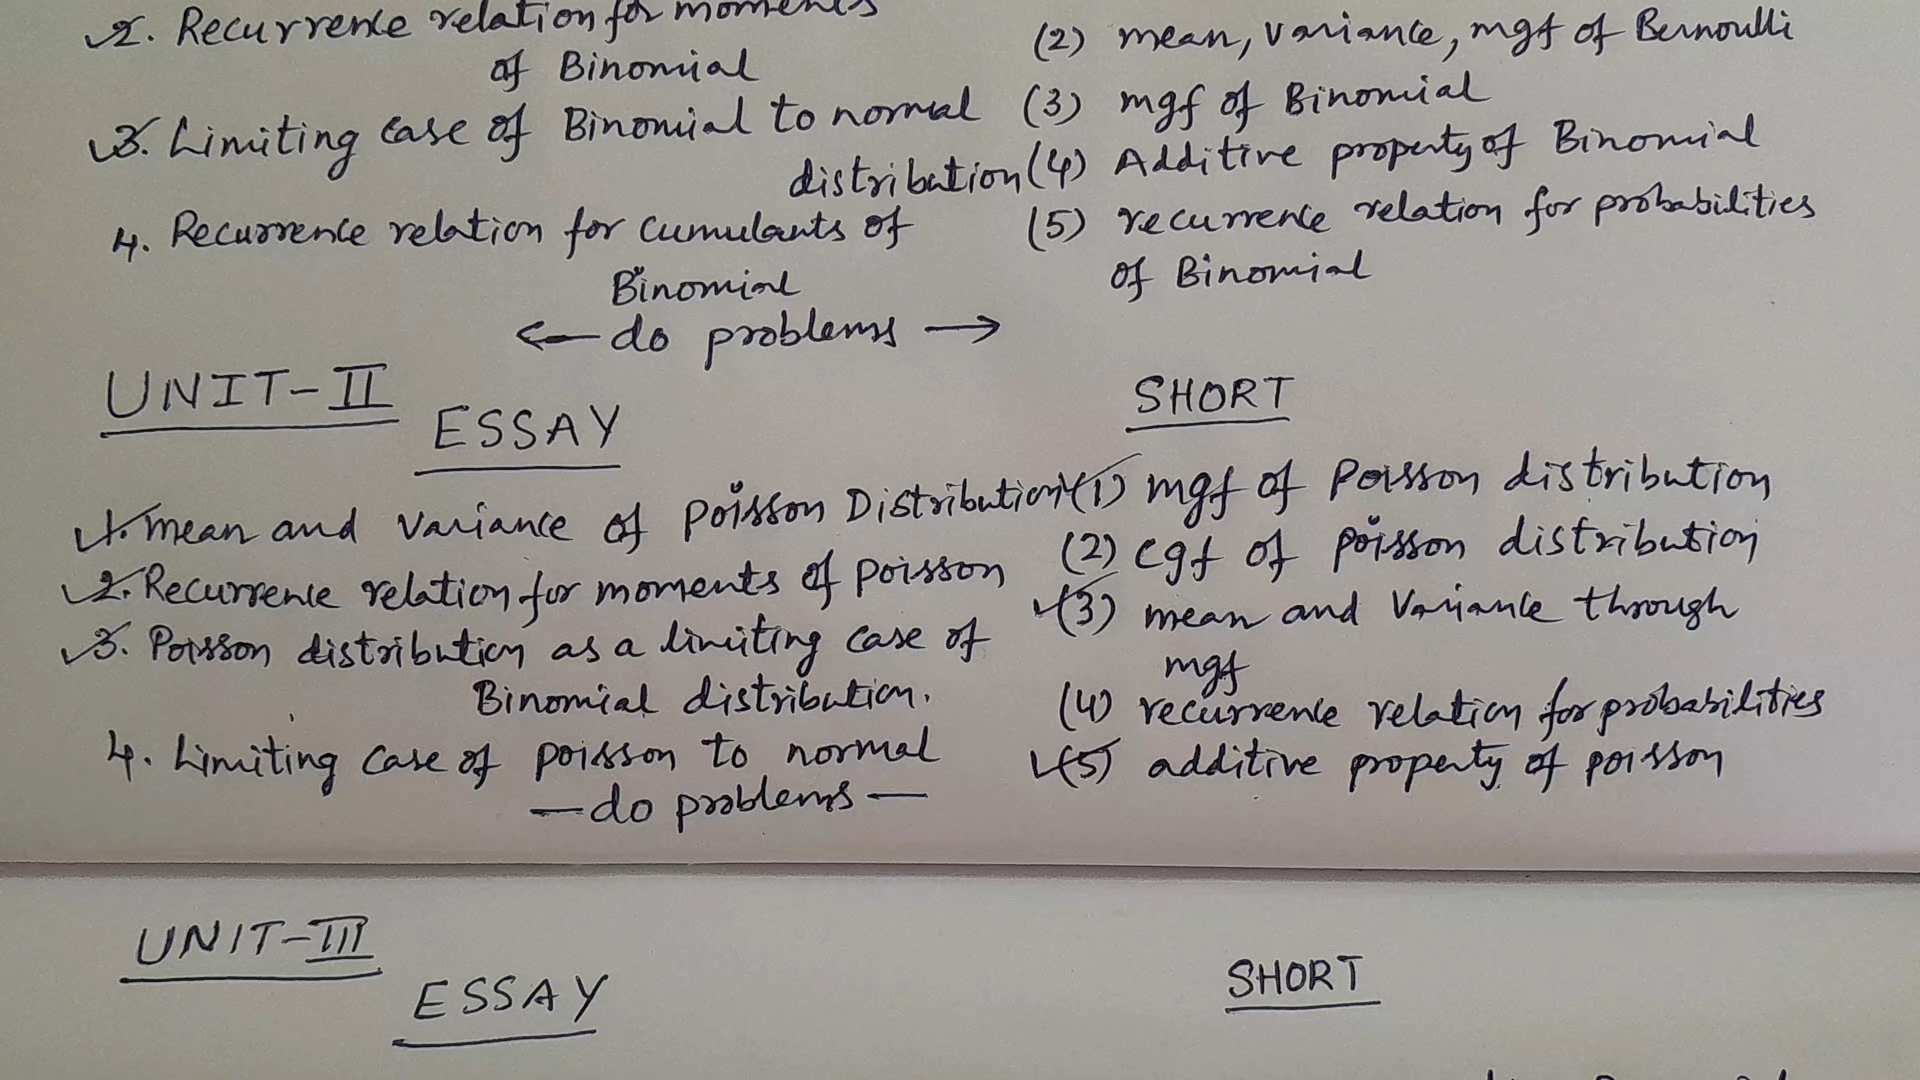 2. Recurrence relation for moments
of Binomial
3. Limiting case of Binomial to normal
distribution
4. Recurrence relation for cumulants of
Binomial
(2) mean, variance, mgf of Bernoulli
(3) mgf of Binomial
(4) Additive property of Binomial
(5) recurrence relation for probabilities
of Binomial
← do problems →
UNIT-II
ESSAY
1. mean and variance of Poisson Distribution
2. Recurrence relation for moments of poisson
3. Poisson distribution as a limiting case of
Binomial distribution.
4. Limiting case of poisson to normal
— do problems —
SHORT
(1) mgf of Poisson distribution
(2) cgf of poisson distribution
(3) mean and variance through
mgf
(4) recurrence relation for probabilities
(5) additive property of poisson
UNIT-III
ESSAY
SHORT